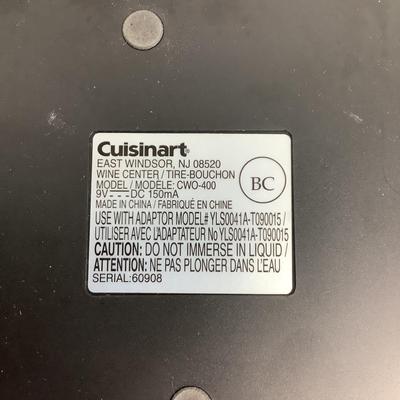 Cuisinart®
EAST WINDSOR, NJ 08520
WINE CENTER / TIRE-BOUCHON
MODEL / MODÈLE: CWO-400
9V⎓DC 150mA
MADE IN CHINA / FABRIQUÉ EN CHINE
BC
USE WITH ADAPTOR MODEL# YLS0041A-T090015 /
UTILISER AVEC L'ADAPTATEUR No YLS0041A-T090015
CAUTION: DO NOT IMMERSE IN LIQUID /
ATTENTION: NE PAS PLONGER DANS L'EAU
SERIAL:60908